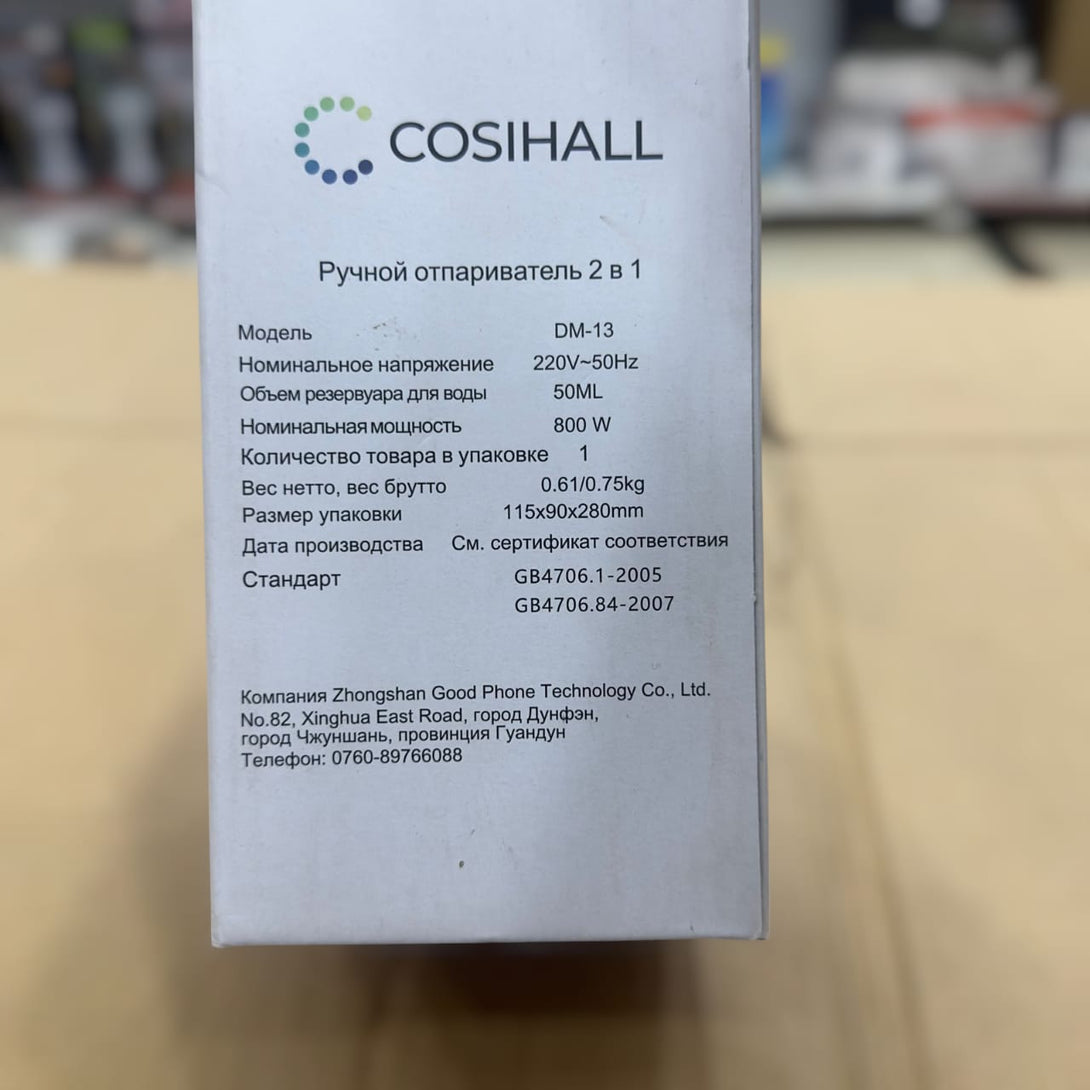 COSIHALL
Ручной отпариватель 2 в 1
Модель DM-13
Номинальное напряжение 220V~50Hz
Объем резервуара для воды 50ML
Номинальная мощность 800 W
Количество товара в упаковке 1
Вес нетто, вес брутто 0.61/0.75kg
Размер упаковки 115x90x280mm
Дата производства См. сертификат соответствия
Стандарт GB4706.1-2005
GB4706.84-2007
Компания Zhongshan Good Phone Technology Co., Ltd.
No.82, Xinghua East Road, город Дунфэн,
город Чжуншань, провинция Гуандун
Телефон: 0760-89766088